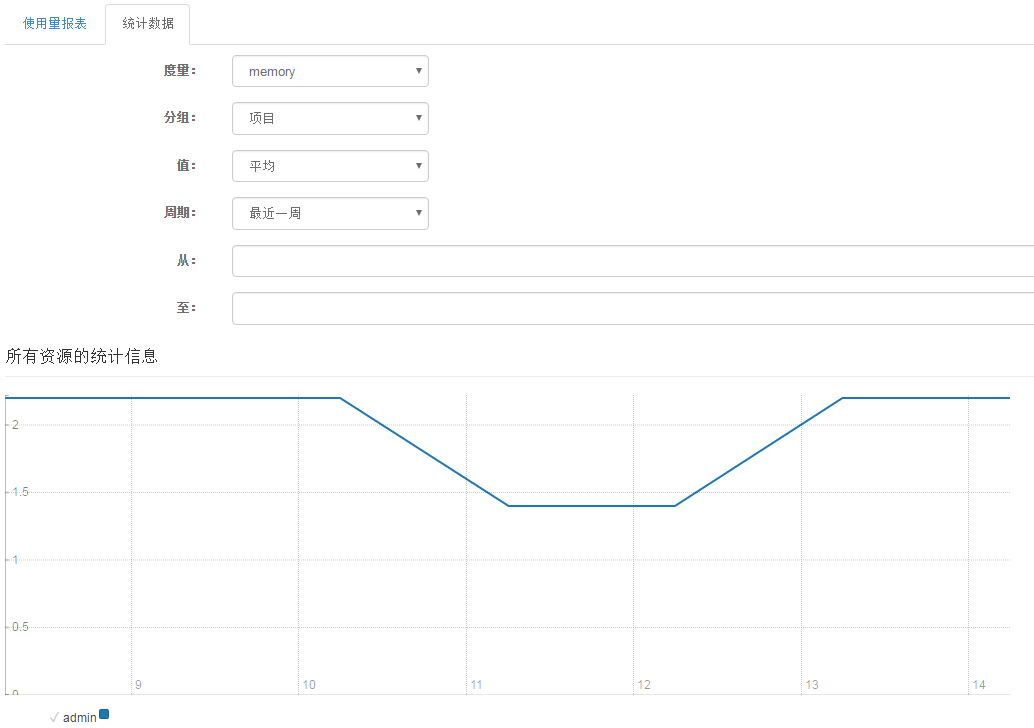 使用量报表 统计数据
度量： memory
分组： 项目
值： 平均
周期： 最近一周
从：
至：
所有资源的统计信息
2
1.5
1
0.5
0
9 10 11 12 13 14
admin